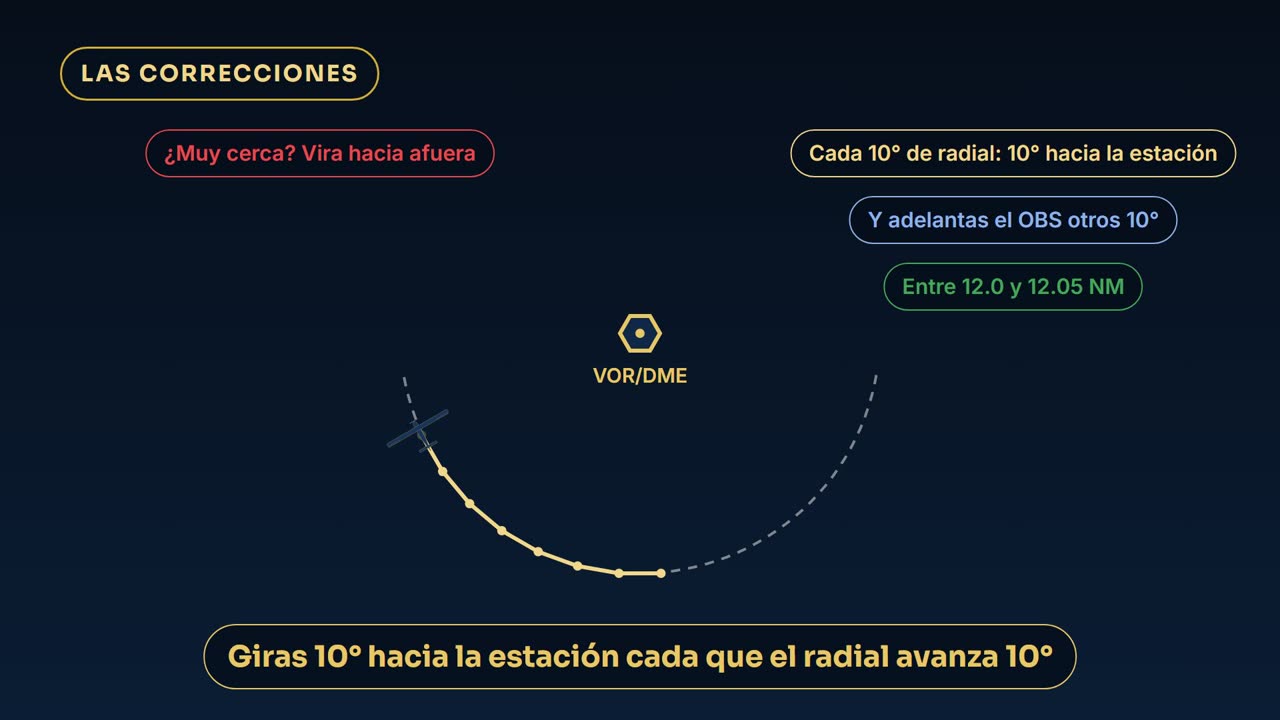 LAS CORRECCIONES
¿Muy cerca? Vira hacia afuera
Cada 10° de radial: 10° hacia la estación
Y adelantas el OBS otros 10°
Entre 12.0 y 12.05 NM
VOR/DME
Giras 10° hacia la estación cada que el radial avanza 10°